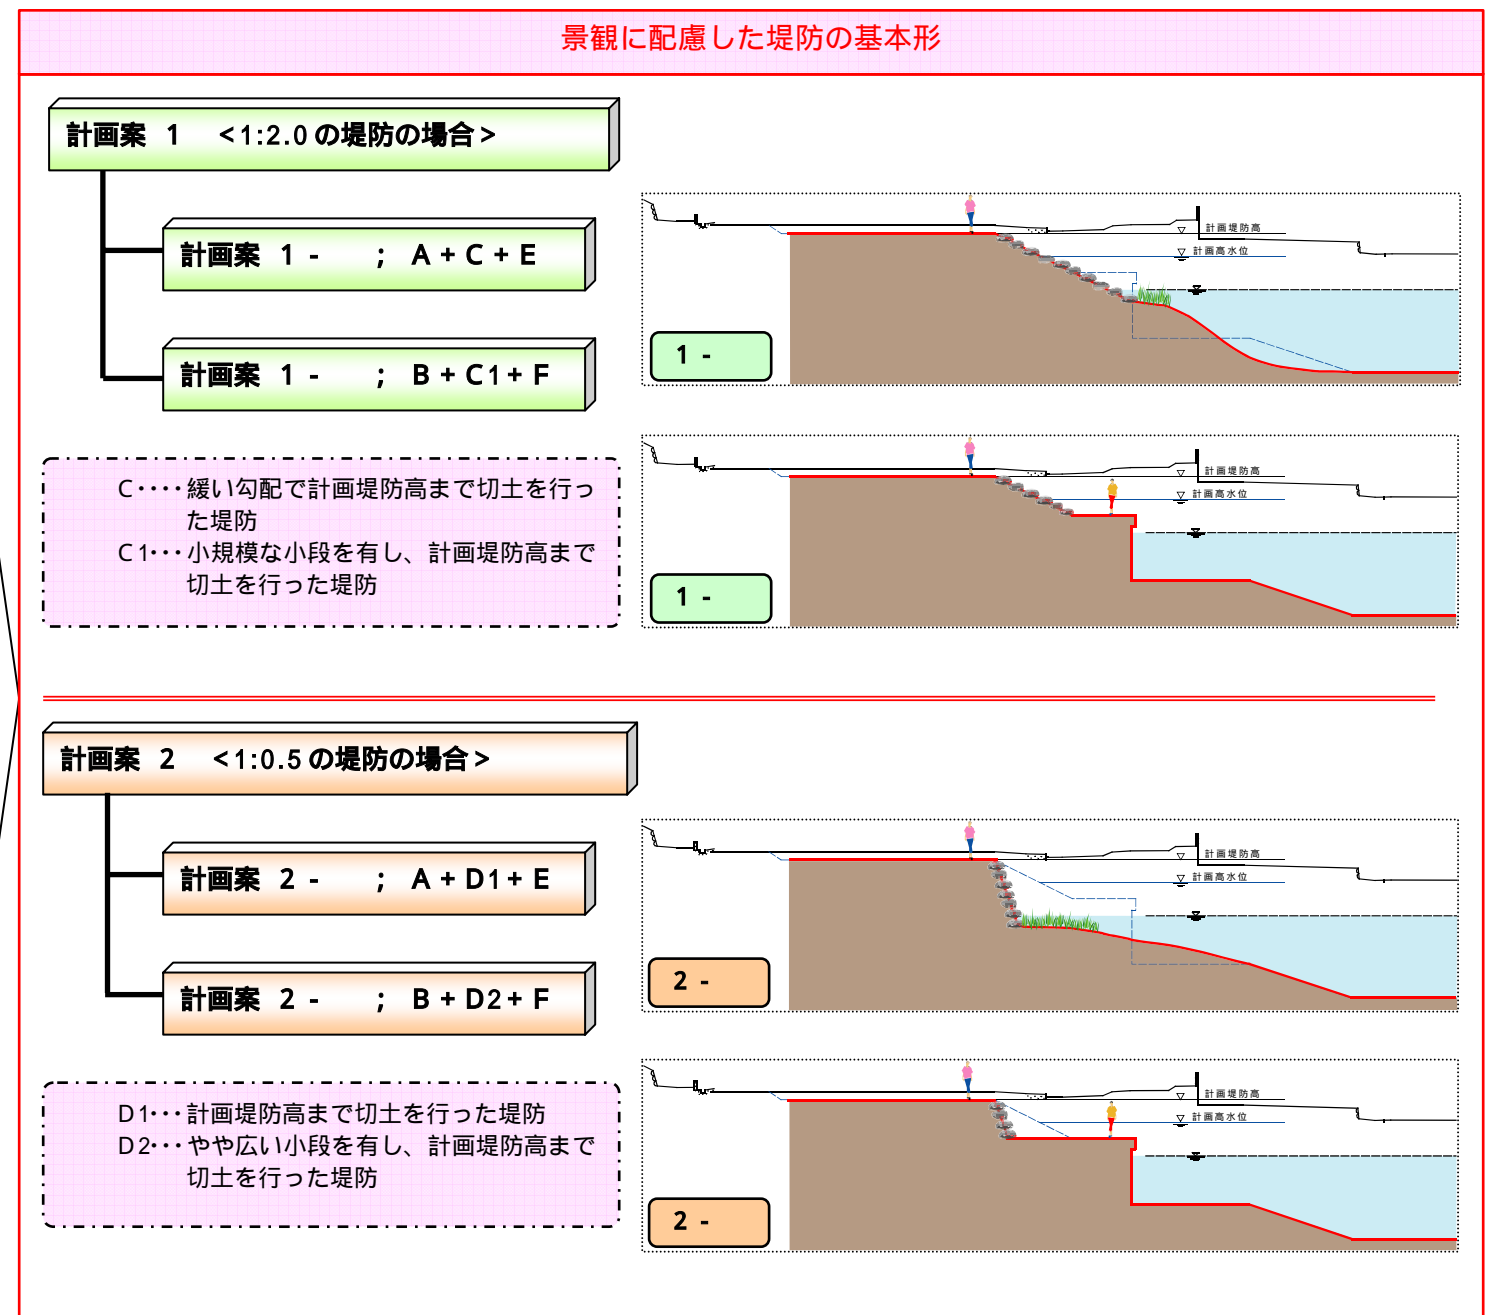 景観に配慮した堤防の基本形
計画案 1 <1:2.0の堤防の場合>
計画案 1 - ; A+C+E
計画案 1 - ; B+C1+F
計画堤防高
計画高水位
1 -
C・・・・緩い勾配で計画堤防高まで切土を行っ
た堤防
C1・・・小規模な小段を有し、計画堤防高まで
切土を行った堤防
計画堤防高
計画高水位
1 -
計画案 2 <1:0.5の堤防の場合>
計画案 2 - ; A+D1+E
計画案 2 - ; B+D2+F
計画堤防高
計画高水位
2 -
D1・・・計画堤防高まで切土を行った堤防
D2・・・やや広い小段を有し、計画堤防高まで
切土を行った堤防
計画堤防高
計画高水位
2 -